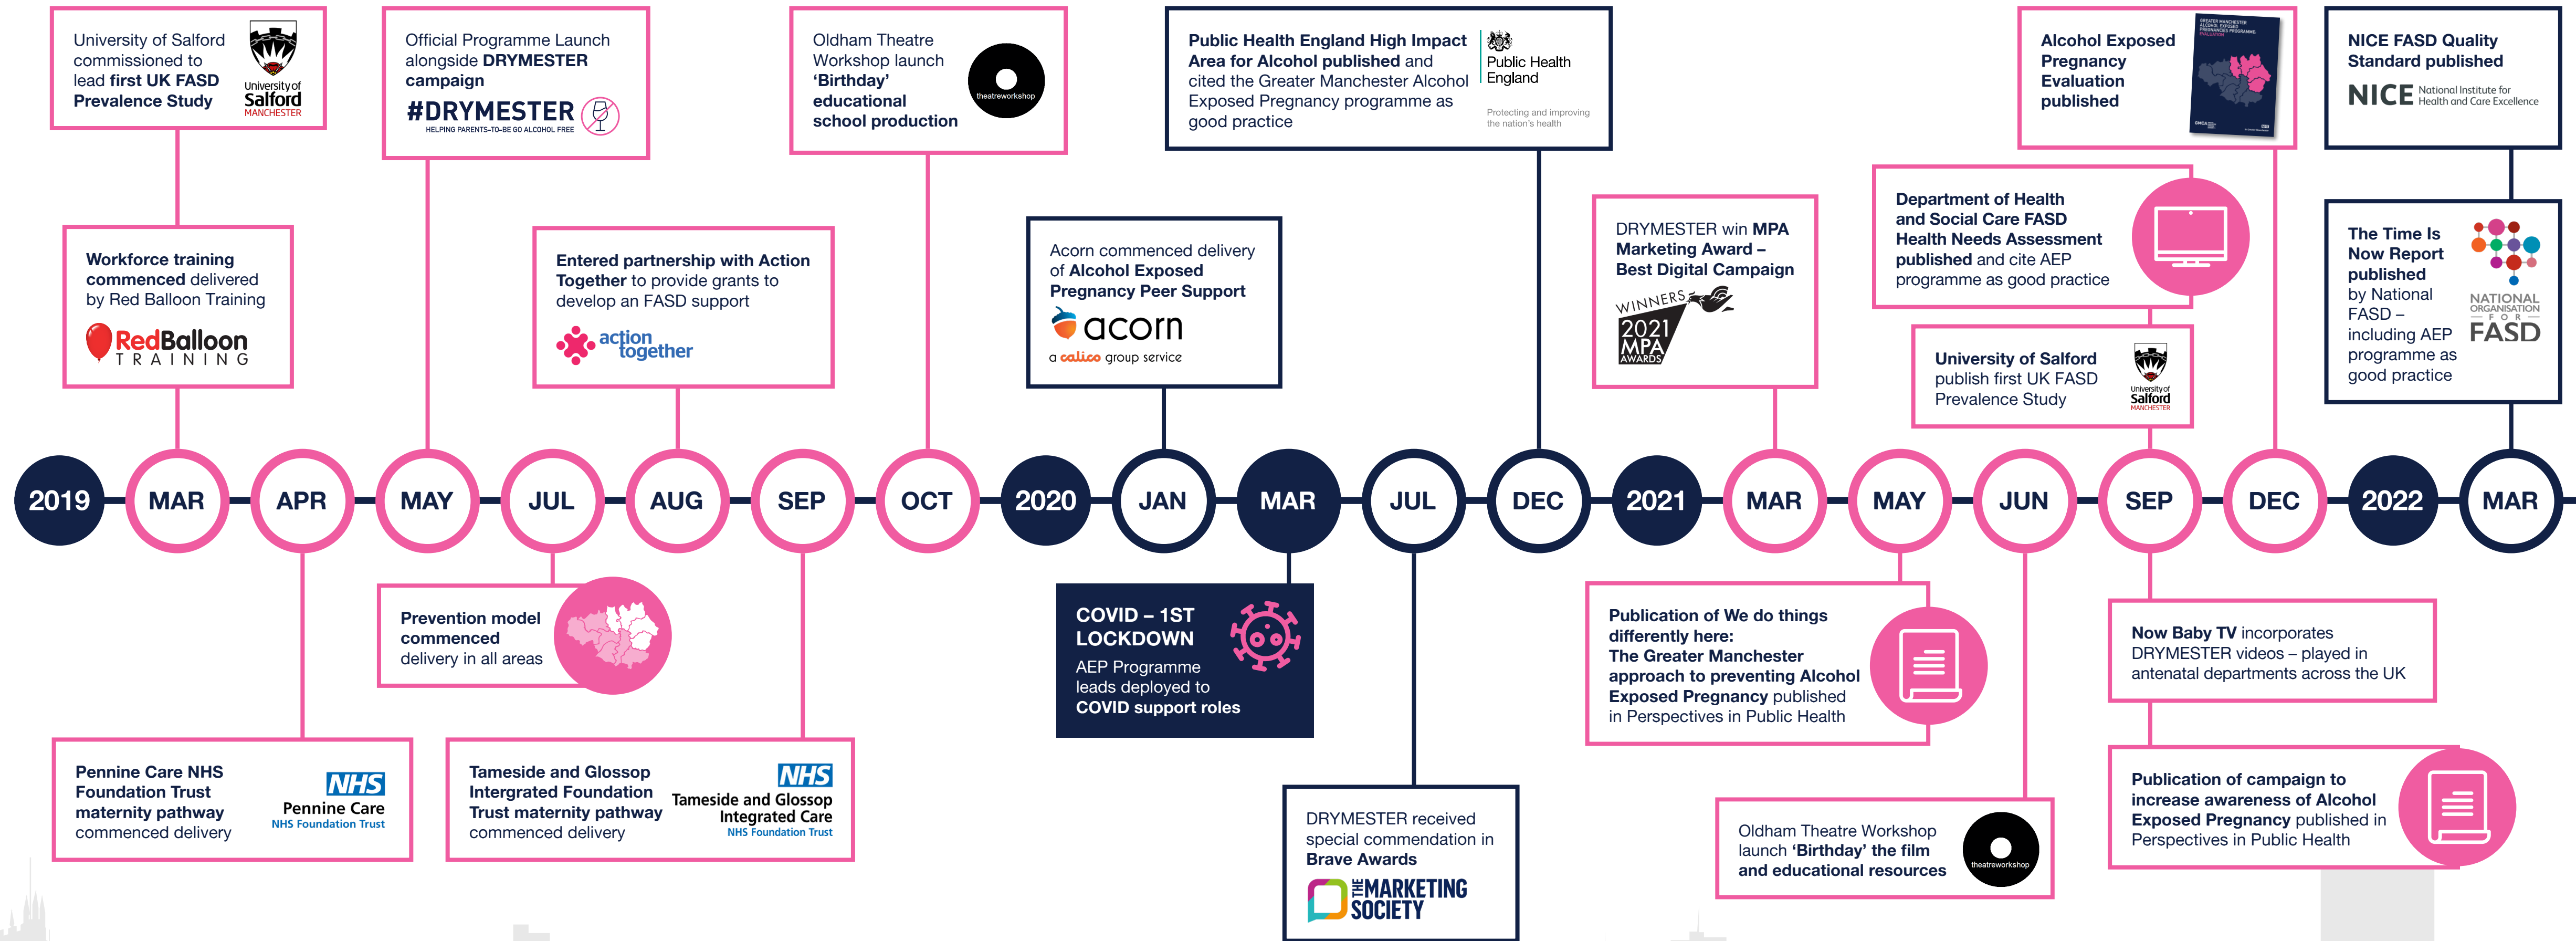 University of Salford
commissioned to
lead first UK FASD
Prevalence Study
University of
Salford
MANCHESTER
Official Programme Launch
alongside DRYMESTER
campaign
#DRYMESTER
HELPING PARENTS-TO-BE GO ALCOHOL FREE
Oldham Theatre
Workshop launch
‘Birthday’
educational
school production
theatreworkshop
Public Health England High Impact
Area for Alcohol published and
cited the Greater Manchester Alcohol
Exposed Pregnancy programme as
good practice
Public Health
England
Protecting and improving
the nation's health
Alcohol Exposed
Pregnancy
Evaluation
published
GREATER MANCHESTER
ALCOHOL EXPOSED
PREGNANCIES PROGRAMME.
EVALUATION
GMCA
NICE FASD Quality
Standard published
NICE National Institute for
Health and Care Excellence
Workforce training
commenced delivered
by Red Balloon Training
RedBalloon
TRAINING
Entered partnership with Action
Together to provide grants to
develop an FASD support
action
together
Acorn commenced delivery
of Alcohol Exposed
Pregnancy Peer Support
acorn
a calico group service
DRYMESTER win MPA
Marketing Award –
Best Digital Campaign
WINNERS
2021
MPA
AWARDS
Department of Health
and Social Care FASD
Health Needs Assessment
published and cite AEP
programme as good practice
University of Salford
publish first UK FASD
Prevalence Study
University of
Salford
MANCHESTER
The Time Is
Now Report
published
by National
FASD –
including AEP
programme as
good practice
NATIONAL
ORGANISATION
FOR
FASD
2019 MAR APR MAY JUL AUG SEP OCT 2020 JAN MAR JUL DEC 2021 MAR MAY JUN SEP DEC 2022 MAR
Prevention model
commenced
delivery in all areas
COVID – 1ST
LOCKDOWN
AEP Programme
leads deployed to
COVID support roles
Publication of We do things
differently here:
The Greater Manchester
approach to preventing Alcohol
Exposed Pregnancy published
in Perspectives in Public Health
Now Baby TV incorporates
DRYMESTER videos – played in
antenatal departments across the UK
Pennine Care NHS
Foundation Trust
maternity pathway
commenced delivery
NHS
Pennine Care
NHS Foundation Trust
Tameside and Glossop
Intergrated Foundation
Trust maternity pathway
commenced delivery
NHS
Tameside and Glossop
Integrated Care
NHS Foundation Trust
DRYMESTER received
special commendation in
Brave Awards
THE MARKETING
SOCIETY
Oldham Theatre Workshop
launch ‘Birthday’ the film
and educational resources
theatreworkshop
Publication of campaign to
increase awareness of Alcohol
Exposed Pregnancy published in
Perspectives in Public Health